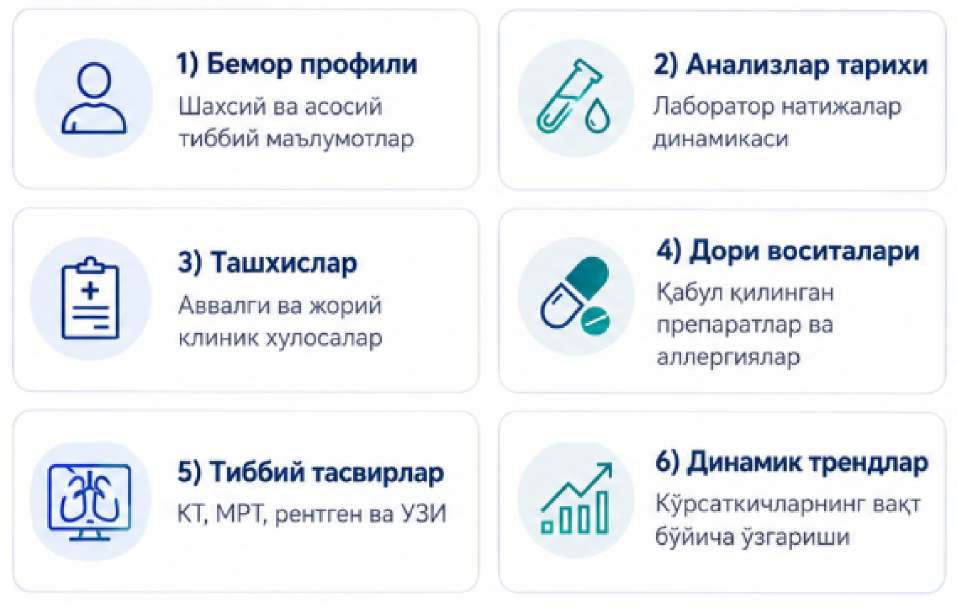 1) Бемор профили
Шахсий ва асосий
тиббий маълумотлар
2) Анализлар тарихи
Лаборатор натижалар
динамикаси
3) Ташхислар
Аввалги ва жорий
клиник хулосалар
4) Дори воситалари
Қабул қилинган
препаратлар ва
аллергиялар
5) Тиббий тасвирлар
КТ, МРТ, рентген ва УЗИ
6) Динамик трендлар
Кўрсаткичларнинг вақт
бўйича ўзгариши